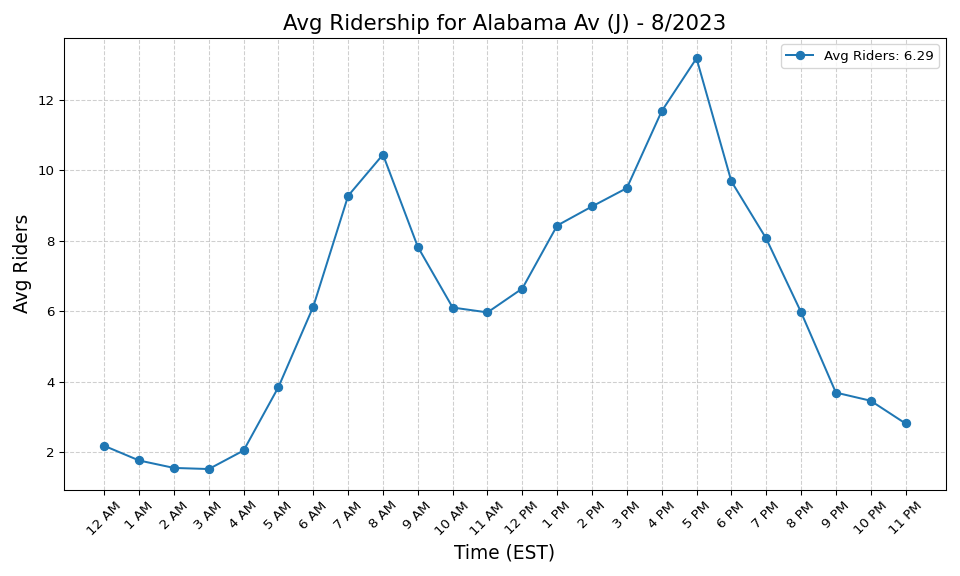 Avg Ridership for Alabama Av (J) - 8/2023
Avg Riders: 6.29
Avg Riders
12
10
8
6
4
2
12 AM
1 AM
2 AM
3 AM
4 AM
5 AM
6 AM
7 AM
8 AM
9 AM
10 AM
11 AM
12 PM
1 PM
2 PM
3 PM
4 PM
5 PM
6 PM
7 PM
8 PM
9 PM
10 PM
11 PM
Time (EST)